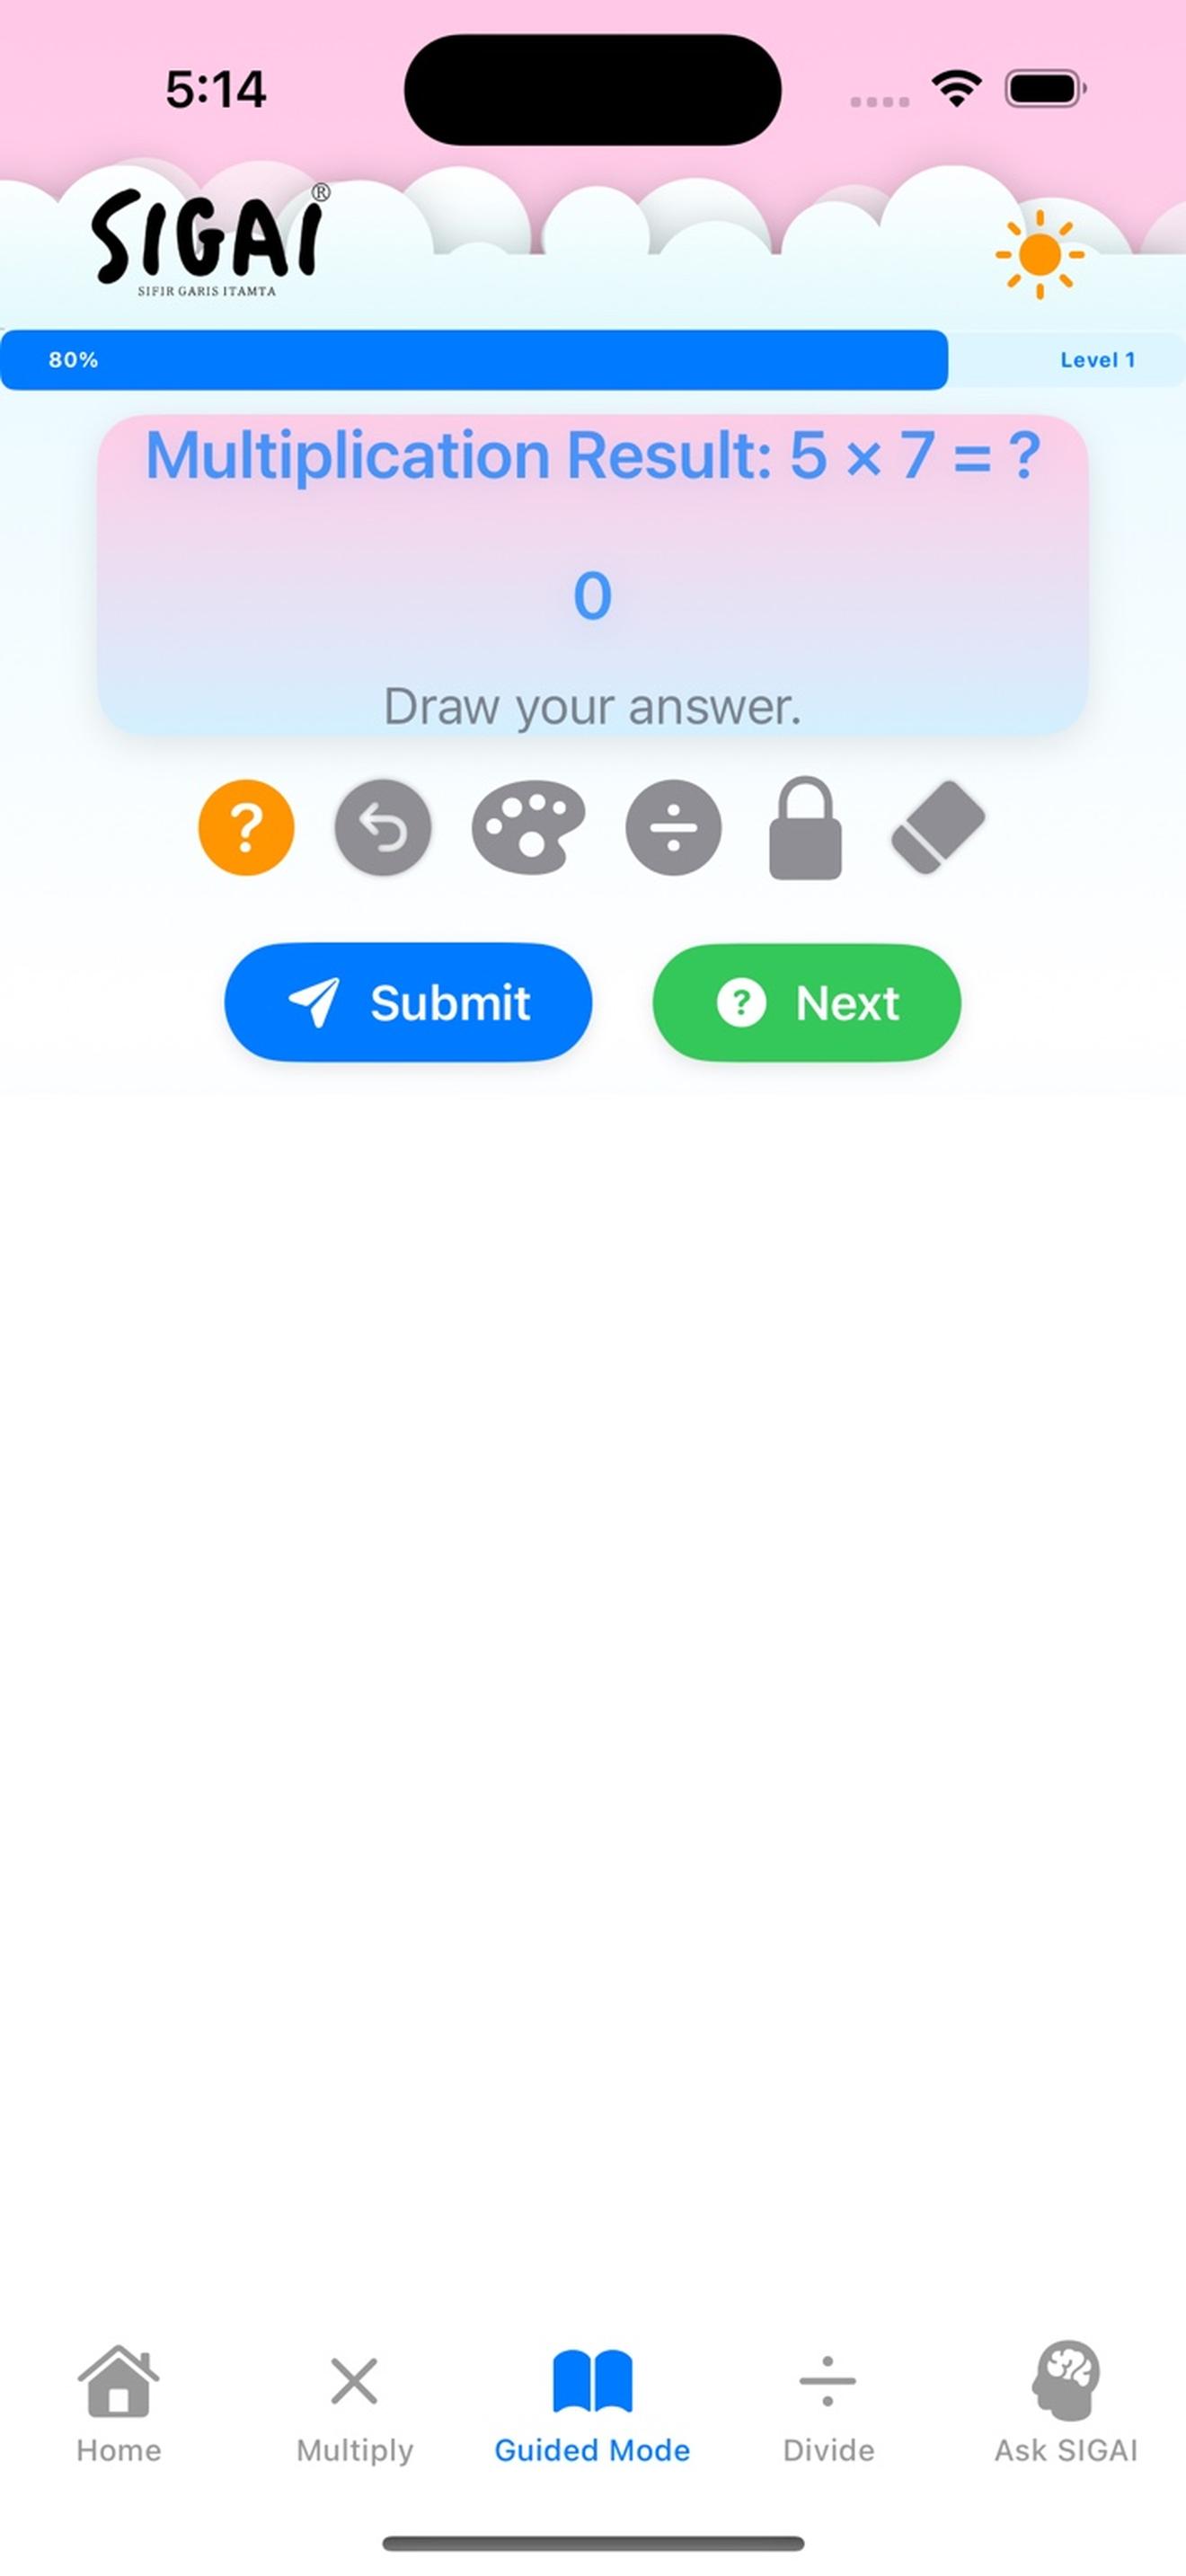 5:14
SIGAI®
SIFIR GARIS ITAMTA
80%
Level 1
Multiplication Result: 5 × 7 = ?
0
Draw your answer.
Submit
Next
Home
Multiply
Guided Mode
Divide
Ask SIGAI